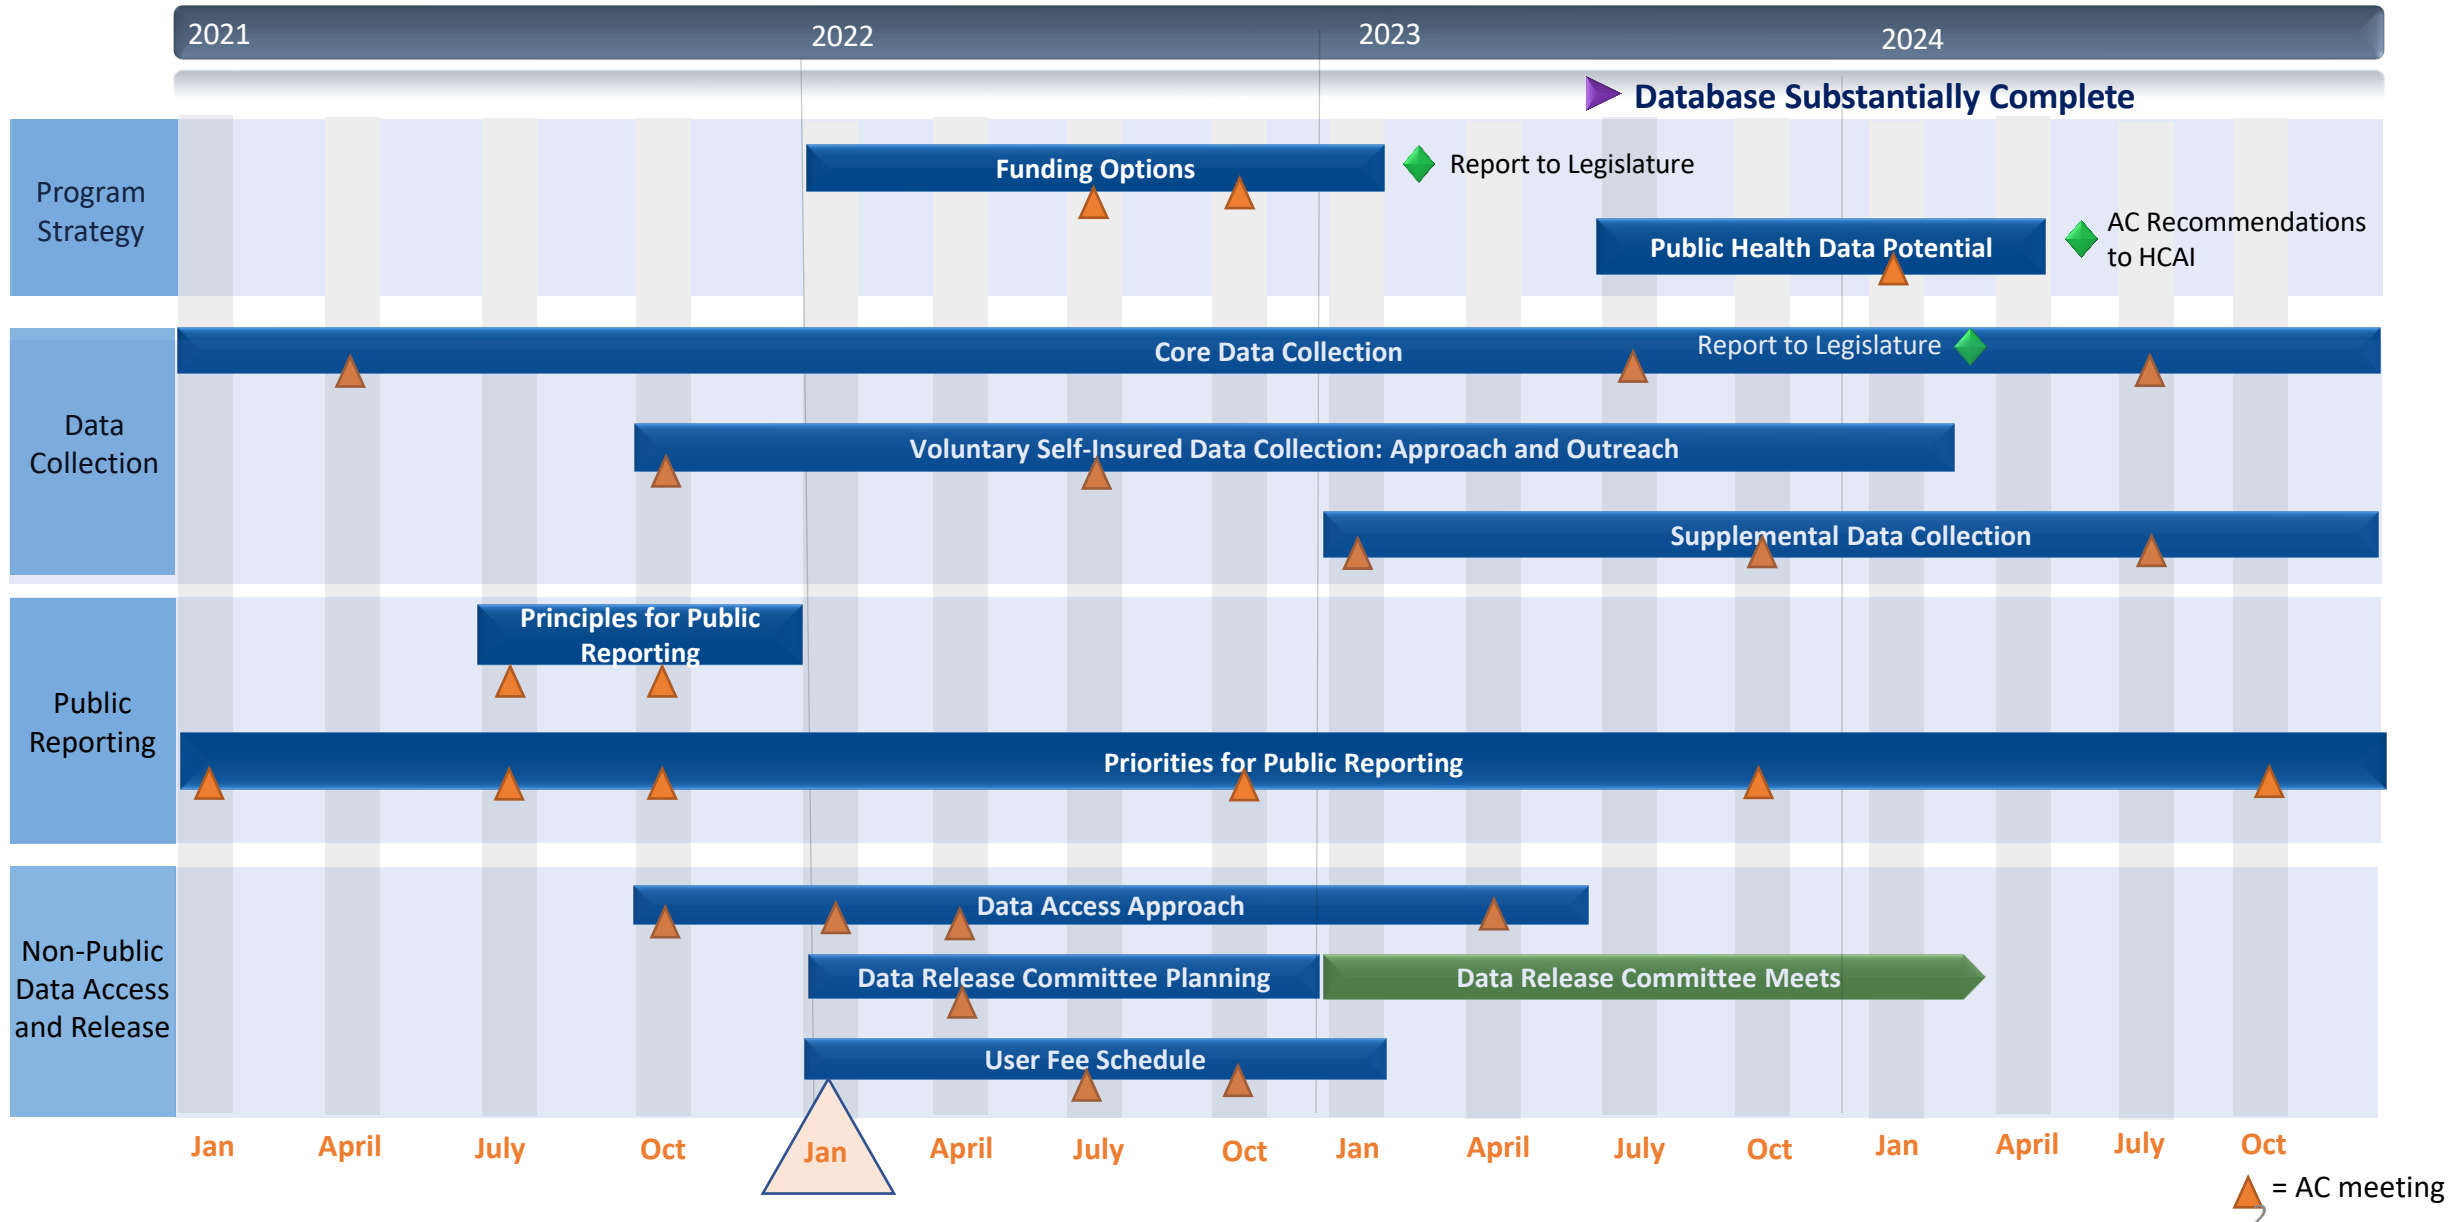 2021
2022
2023
2024
Database Substantially Complete
Program
Strategy
Funding Options
Report to Legislature
Public Health Data Potential
AC Recommendations
to HCAI
Data
Collection
Core Data Collection
Report to Legislature
Voluntary Self-Insured Data Collection: Approach and Outreach
Supplemental Data Collection
Public
Reporting
Principles for Public
Reporting
Priorities for Public Reporting
Non-Public
Data Access
and Release
Data Access Approach
Data Release Committee Planning
Data Release Committee Meets
User Fee Schedule
Jan
April
July
Oct
Jan
April
July
Oct
Jan
April
July
Oct
Jan
April
July
Oct
= AC meeting